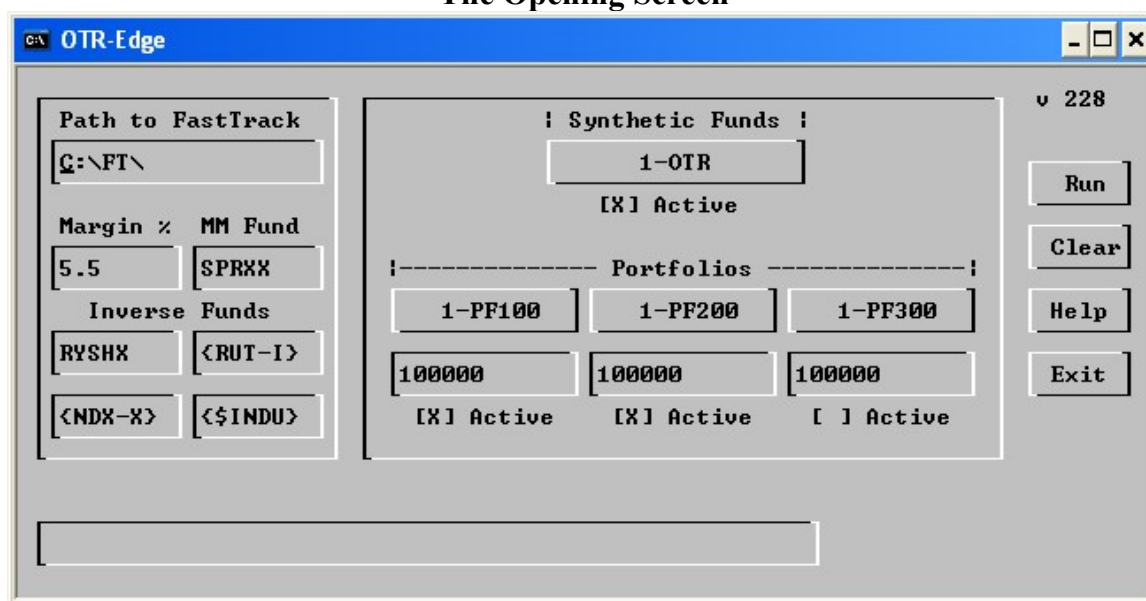 The Opening Screen
OTR-Edge
v 228
Path to FastTrack
C:\FT\
Margin % MM Fund
5.5 SPRXX
Inverse Funds
RYSHX <RUT-I>
<NDX-X> <$INDU>
¦ Synthetic Funds ¦
1-OTR
[X] Active
¦-------------- Portfolios --------------¦
1-PF100 1-PF200 1-PF300
100000 100000 100000
[X] Active [X] Active [ ] Active
Run
Clear
Help
Exit